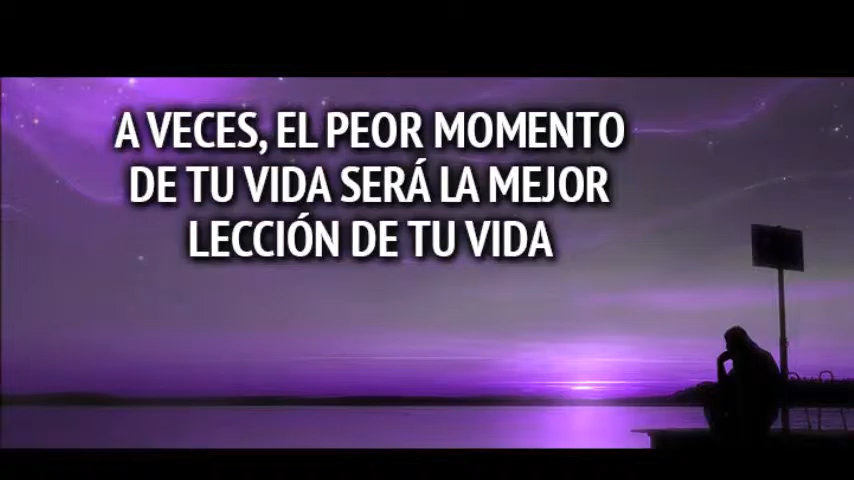 A VECES, EL PEOR MOMENTO
DE TU VIDA SERÁ LA MEJOR
LECCIÓN DE TU VIDA